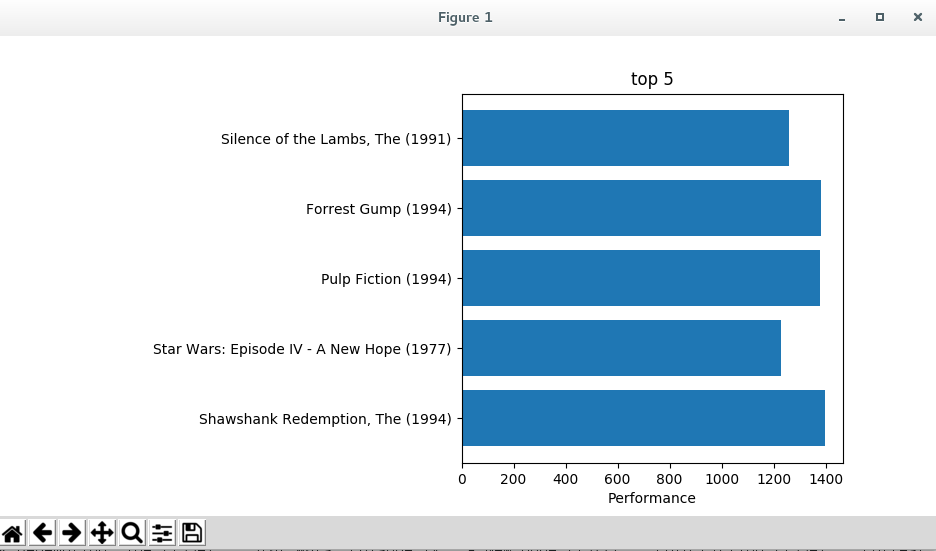 Figure 1
top 5
Silence of the Lambs, The (1991)
Forrest Gump (1994)
Pulp Fiction (1994)
Star Wars: Episode IV - A New Hope (1977)
Shawshank Redemption, The (1994)
0 200 400 600 800 1000 1200 1400
Performance